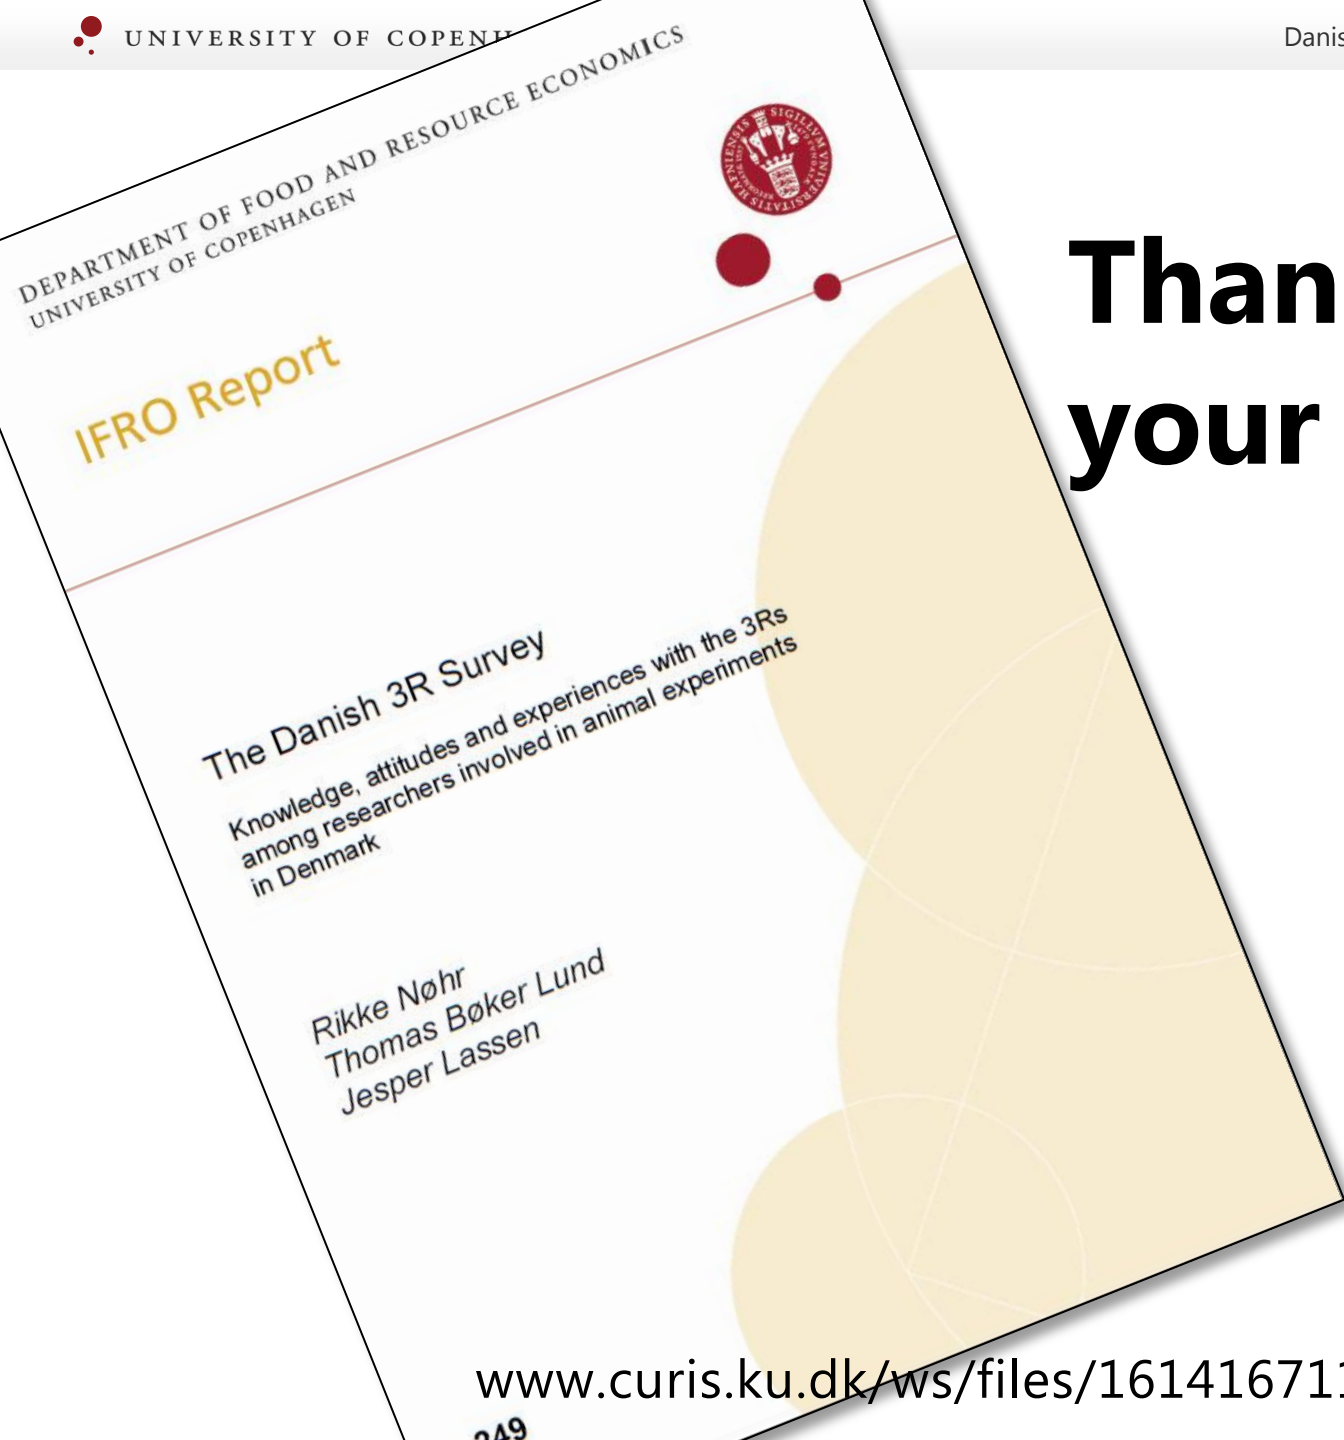 UNIVERSITY OF COPENH
Danis
DEPARTMENT OF FOOD AND RESOURCE ECONOMICS
UNIVERSITY OF COPENHAGEN
IFRO Report
Than
your
The Danish 3R Survey
Knowledge, attitudes and experiences with the 3Rs
among researchers involved in animal experiments
in Denmark
Rikke Nøhr
Thomas Bøker Lund
Jesper Lassen
www.curis.ku.dk/ws/files/161416711
249